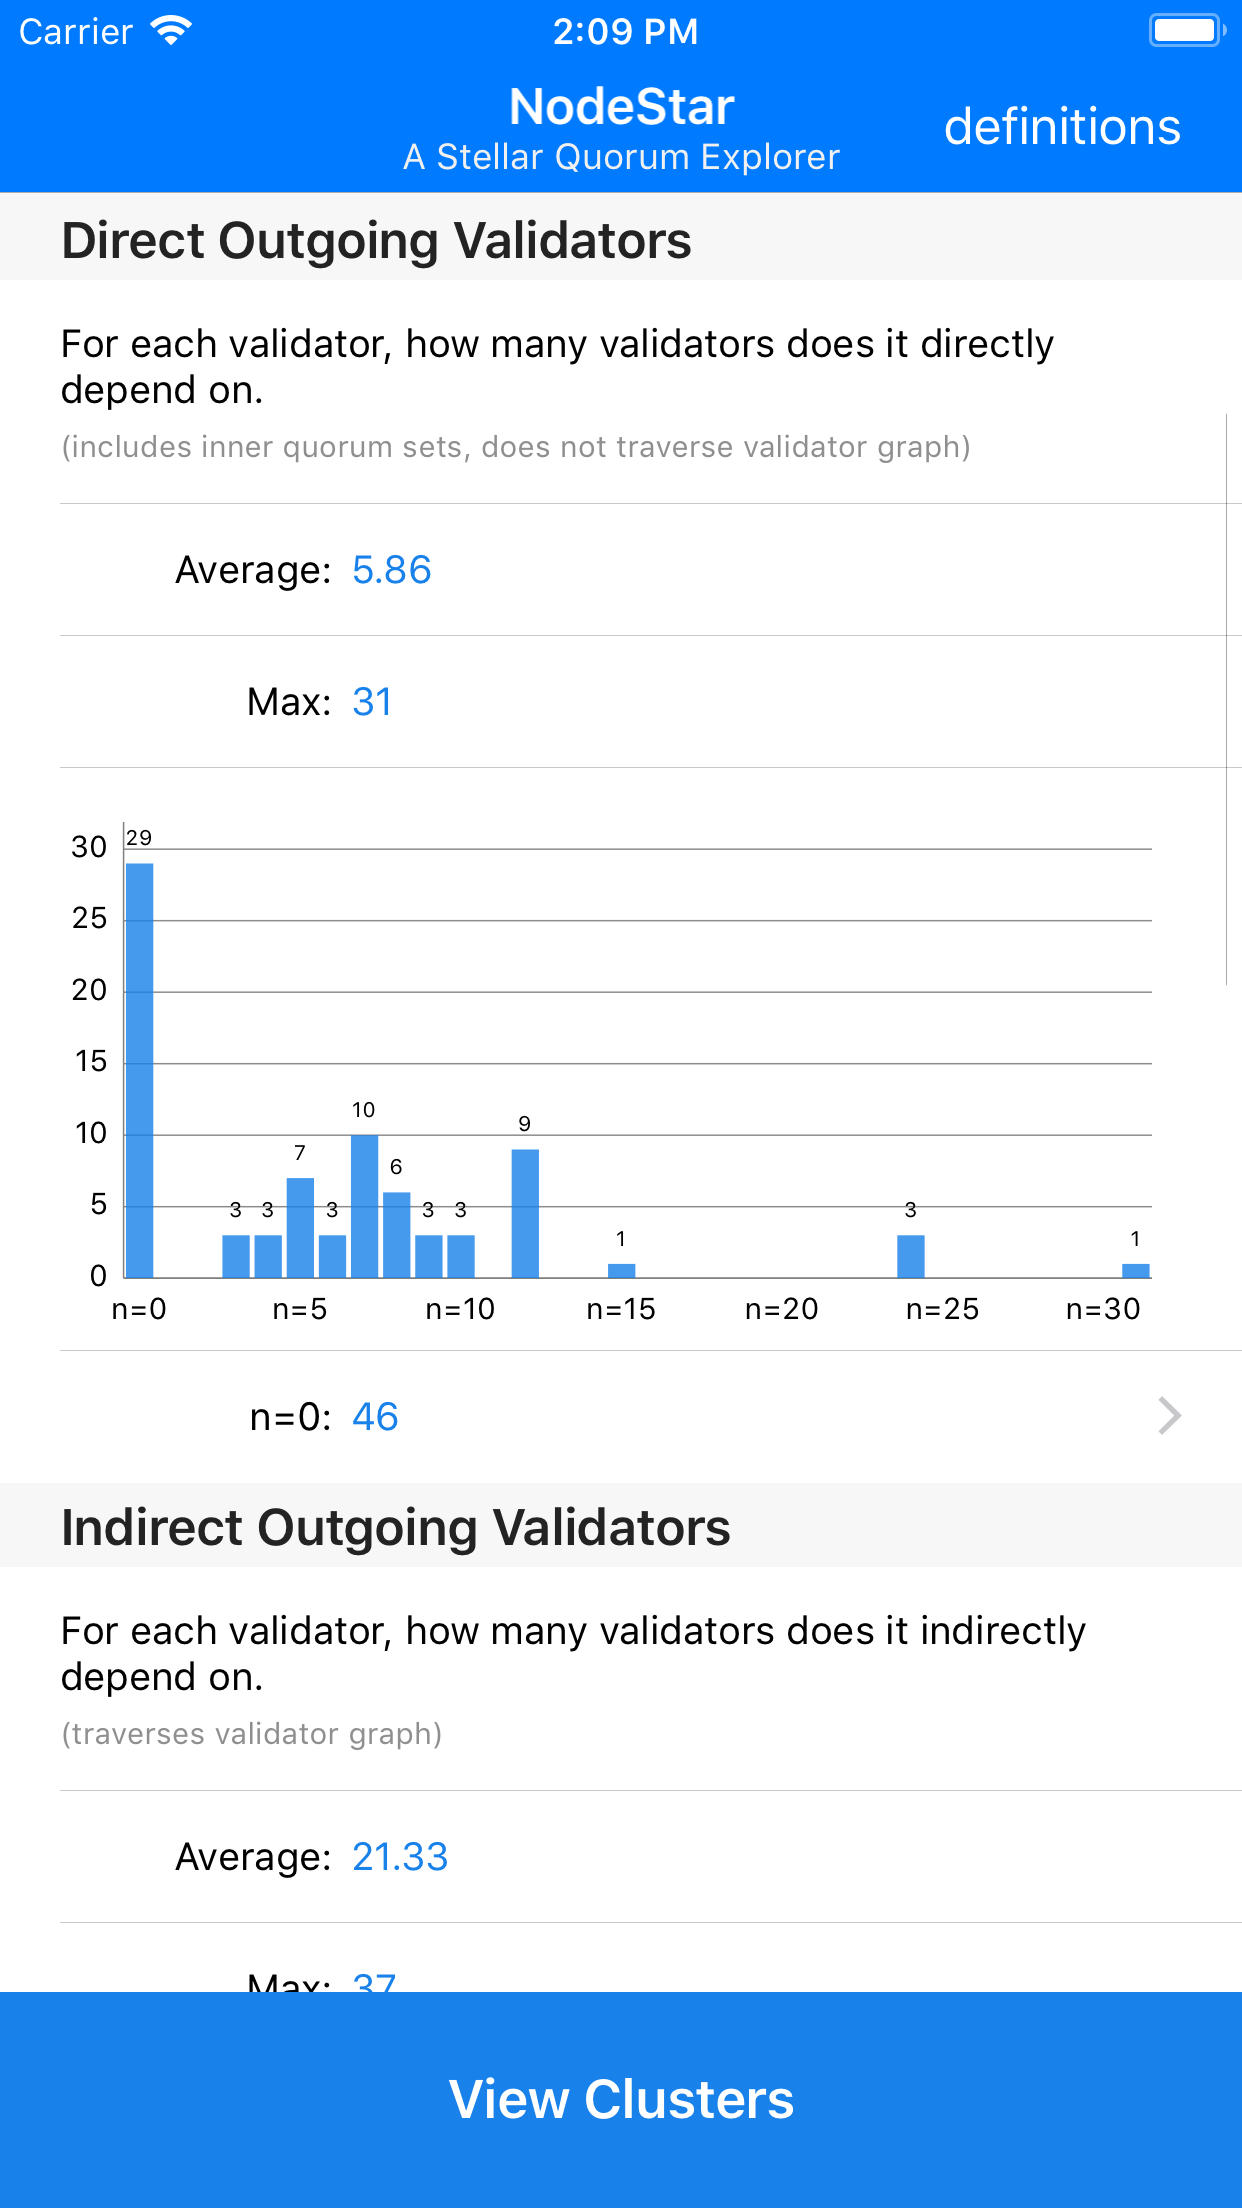 Carrier 2:09 PM
NodeStar
A Stellar Quorum Explorer
definitions
Direct Outgoing Validators
For each validator, how many validators does it directly
depend on.
(includes inner quorum sets, does not traverse validator graph)
Average: 5.86
Max: 31
30
25
20
15
10
5
0
29 3 3 7 3 10 6 3 3 9 1 3 1
n=0 n=5 n=10 n=15 n=20 n=25 n=30
n=0: 46
Indirect Outgoing Validators
For each validator, how many validators does it indirectly
depend on.
(traverses validator graph)
Average: 21.33
Max: 37
View Clusters